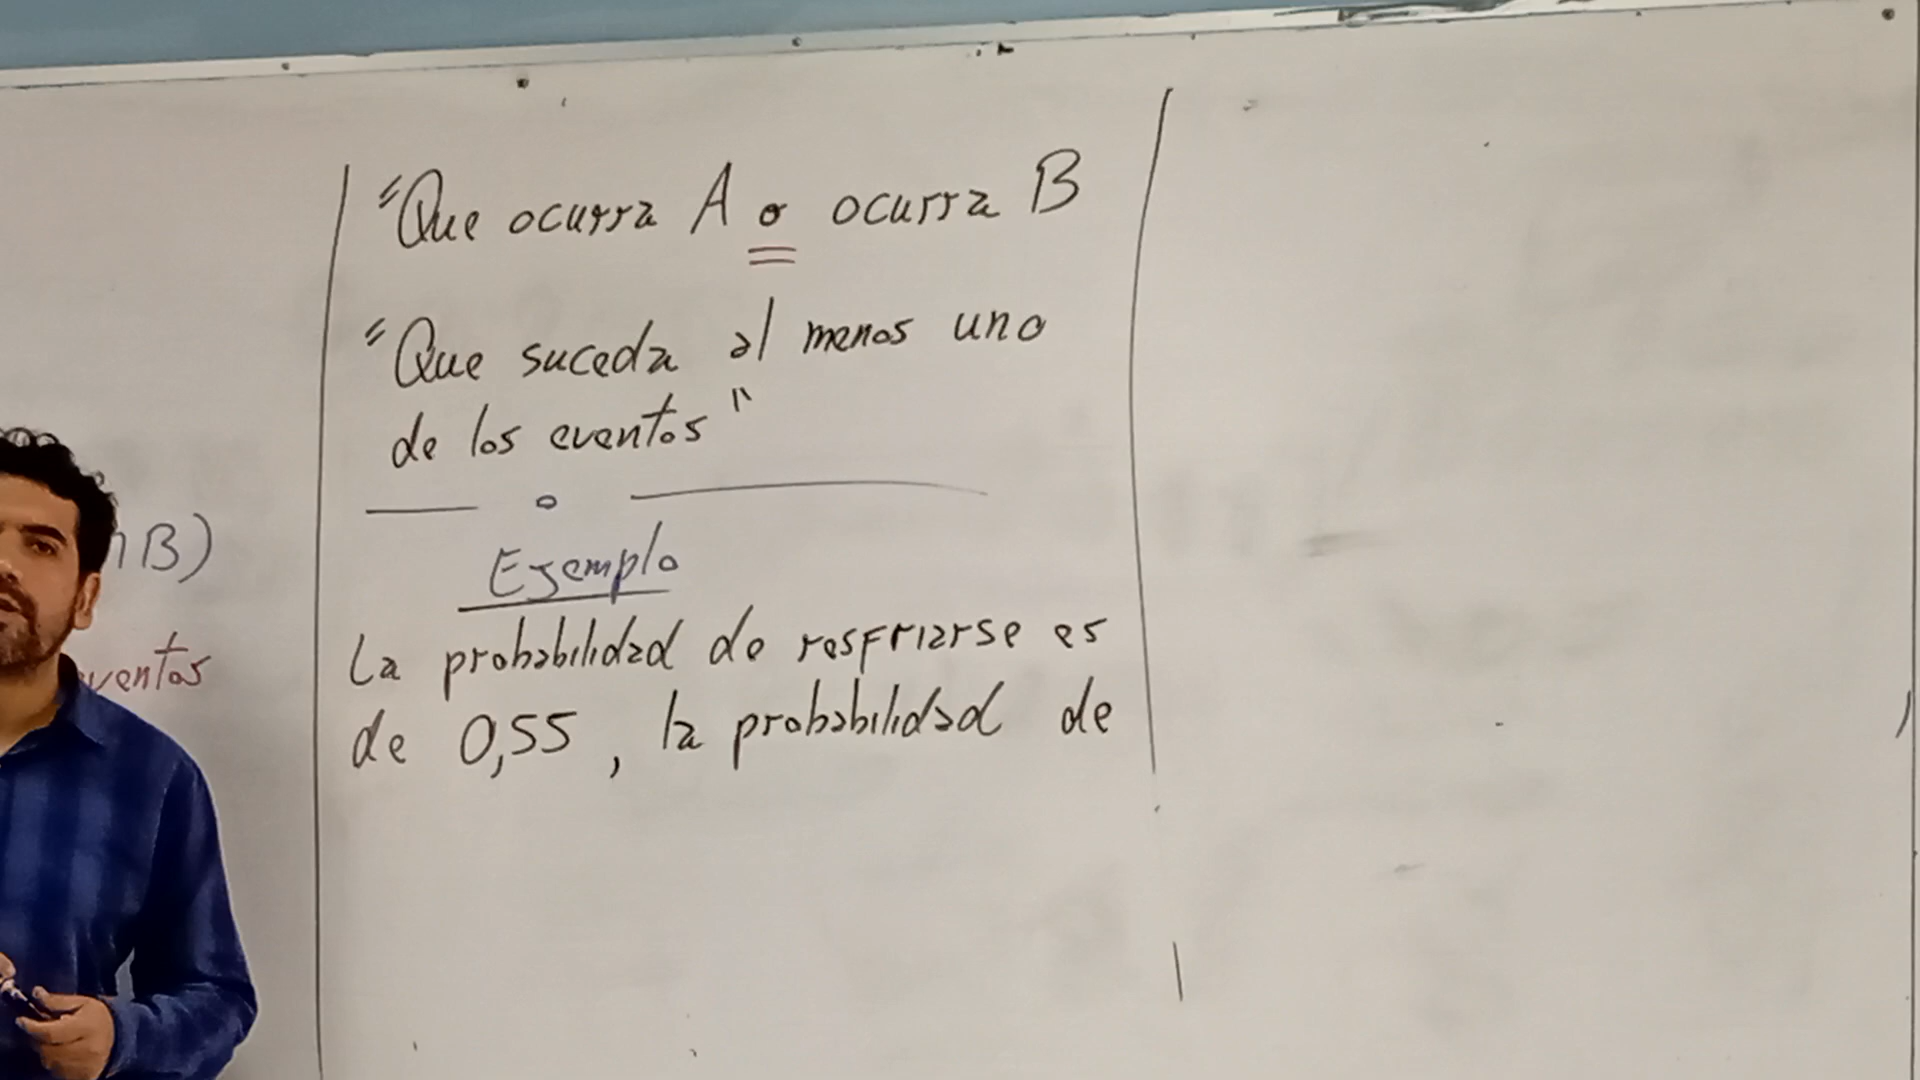 B)
eventos
"Que ocurra A o ocurra B
"Que suceda al menos uno
de los eventos"
Ejemplo
La probabilidad de resfriarse es
de 0,55, la probabilidad de